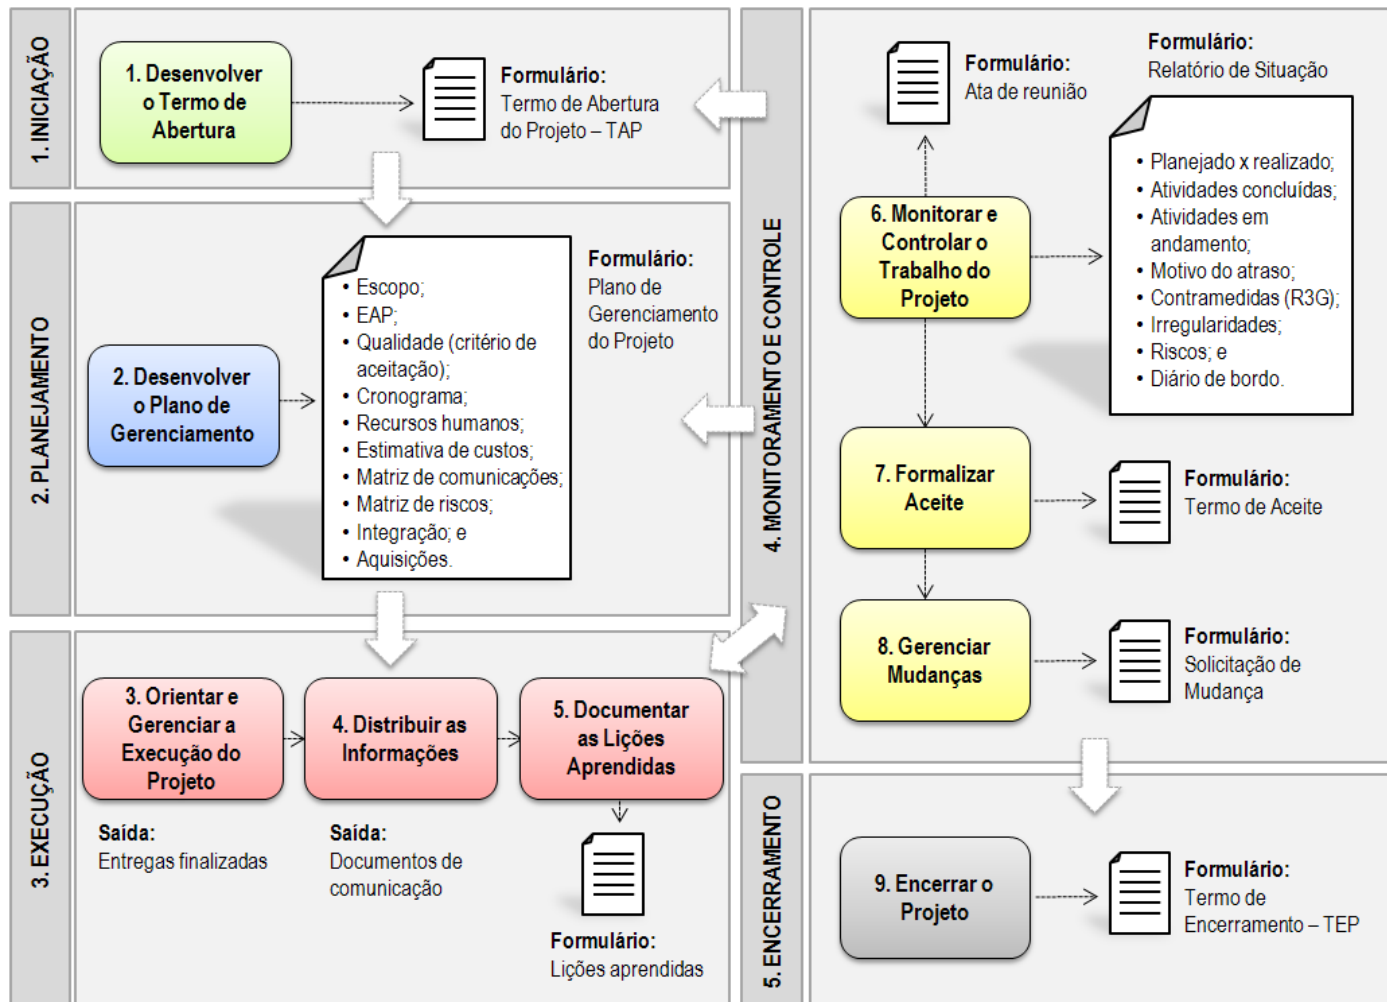 1. INICIAÇÃO
1. Desenvolver
o Termo de
Abertura
Formulário:
Termo de Abertura
do Projeto – TAP
2. PLANEJAMENTO
2. Desenvolver
o Plano de
Gerenciamento
• Escopo;
• EAP;
• Qualidade (critério de
aceitação);
• Cronograma;
• Recursos humanos;
• Estimativa de custos;
• Matriz de comunicações;
• Matriz de riscos;
• Integração; e
• Aquisições.
Formulário:
Plano de
Gerenciamento
do Projeto
3. EXECUÇÃO
3. Orientar e
Gerenciar a
Execução do
Projeto
Saída:
Entregas finalizadas
4. Distribuir as
Informações
Saída:
Documentos de
comunicação
5. Documentar
as Lições
Aprendidas
Formulário:
Lições aprendidas
4. MONITORAMENTO E CONTROLE
Formulário:
Ata de reunião
Formulário:
Relatório de Situação
6. Monitorar e
Controlar o
Trabalho do
Projeto
• Planejado x realizado;
• Atividades concluídas;
• Atividades em
andamento;
• Motivo do atraso;
• Contramedidas (R3G);
• Irregularidades;
• Riscos; e
• Diário de bordo.
7. Formalizar
Aceite
Formulário:
Termo de Aceite
8. Gerenciar
Mudanças
Formulário:
Solicitação de
Mudança
5. ENCERRAMENTO
9. Encerrar o
Projeto
Formulário:
Termo de
Encerramento – TEP